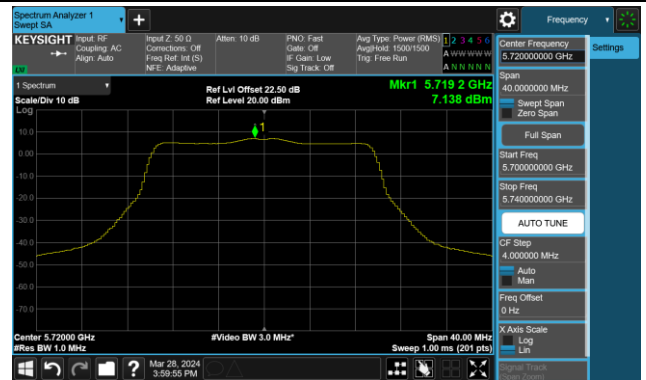 Spectrum Analyzer 1
Swept SA
+
Frequency
KEYSIGHT
Input: RF
Coupling: AC
Align: Auto
Input Z: 50 Ω
Corrections: Off
Freq Ref: Int (S)
NFE: Adaptive
Atten: 10 dB
PNO: Fast
Gate: Off
IF Gain: Low
Sig Track: Off
Avg Type: Power (RMS)
Avg|Hold: 1500/1500
Trig: Free Run
1 2 3 4 5 6
A W W W W W
A N N N N N
1 Spectrum
Scale/Div 10 dB
Ref Lvl Offset 22.50 dB
Ref Level 20.00 dBm
Mkr1 5.719 2 GHz
7.138 dBm
Log
10.0
0.00
-10.0
-20.0
-30.0
-40.0
-50.0
-60.0
-70.0
1
Center 5.72000 GHz
#Res BW 1.0 MHz
#Video BW 3.0 MHz*
Span 40.00 MHz
Sweep 1.00 ms (201 pts)
Mar 28, 2024
3:59:55 PM
?
Center Frequency
5.720000000 GHz
Settings
Span
40.0000000 MHz
Swept Span
Zero Span
Full Span
Start Freq
5.700000000 GHz
Stop Freq
5.740000000 GHz
AUTO TUNE
CF Step
4.000000 MHz
Auto
Man
Freq Offset
0 Hz
X Axis Scale
Log
Lin
Signal Track
(Span Zoom)